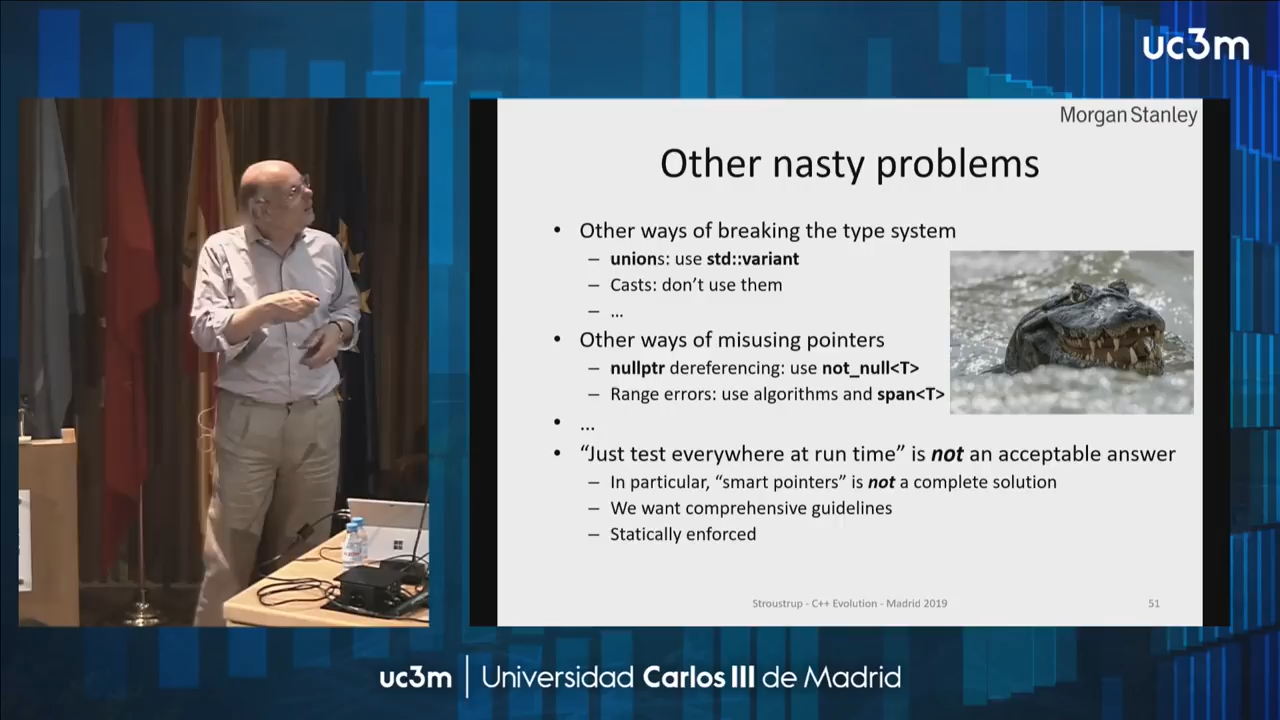 uc3m
Morgan Stanley
Other nasty problems
• Other ways of breaking the type system
– unions: use std::variant
– Casts: don’t use them
– …
• Other ways of misusing pointers
– nullptr dereferencing: use not_null<T>
– Range errors: use algorithms and span<T>
• …
• “Just test everywhere at run time” is not an acceptable answer
– In particular, “smart pointers” is not a complete solution
– We want comprehensive guidelines
– Statically enforced
Stroustrup - C++ Evolution - Madrid 2019
51
uc3m | Universidad Carlos III de Madrid